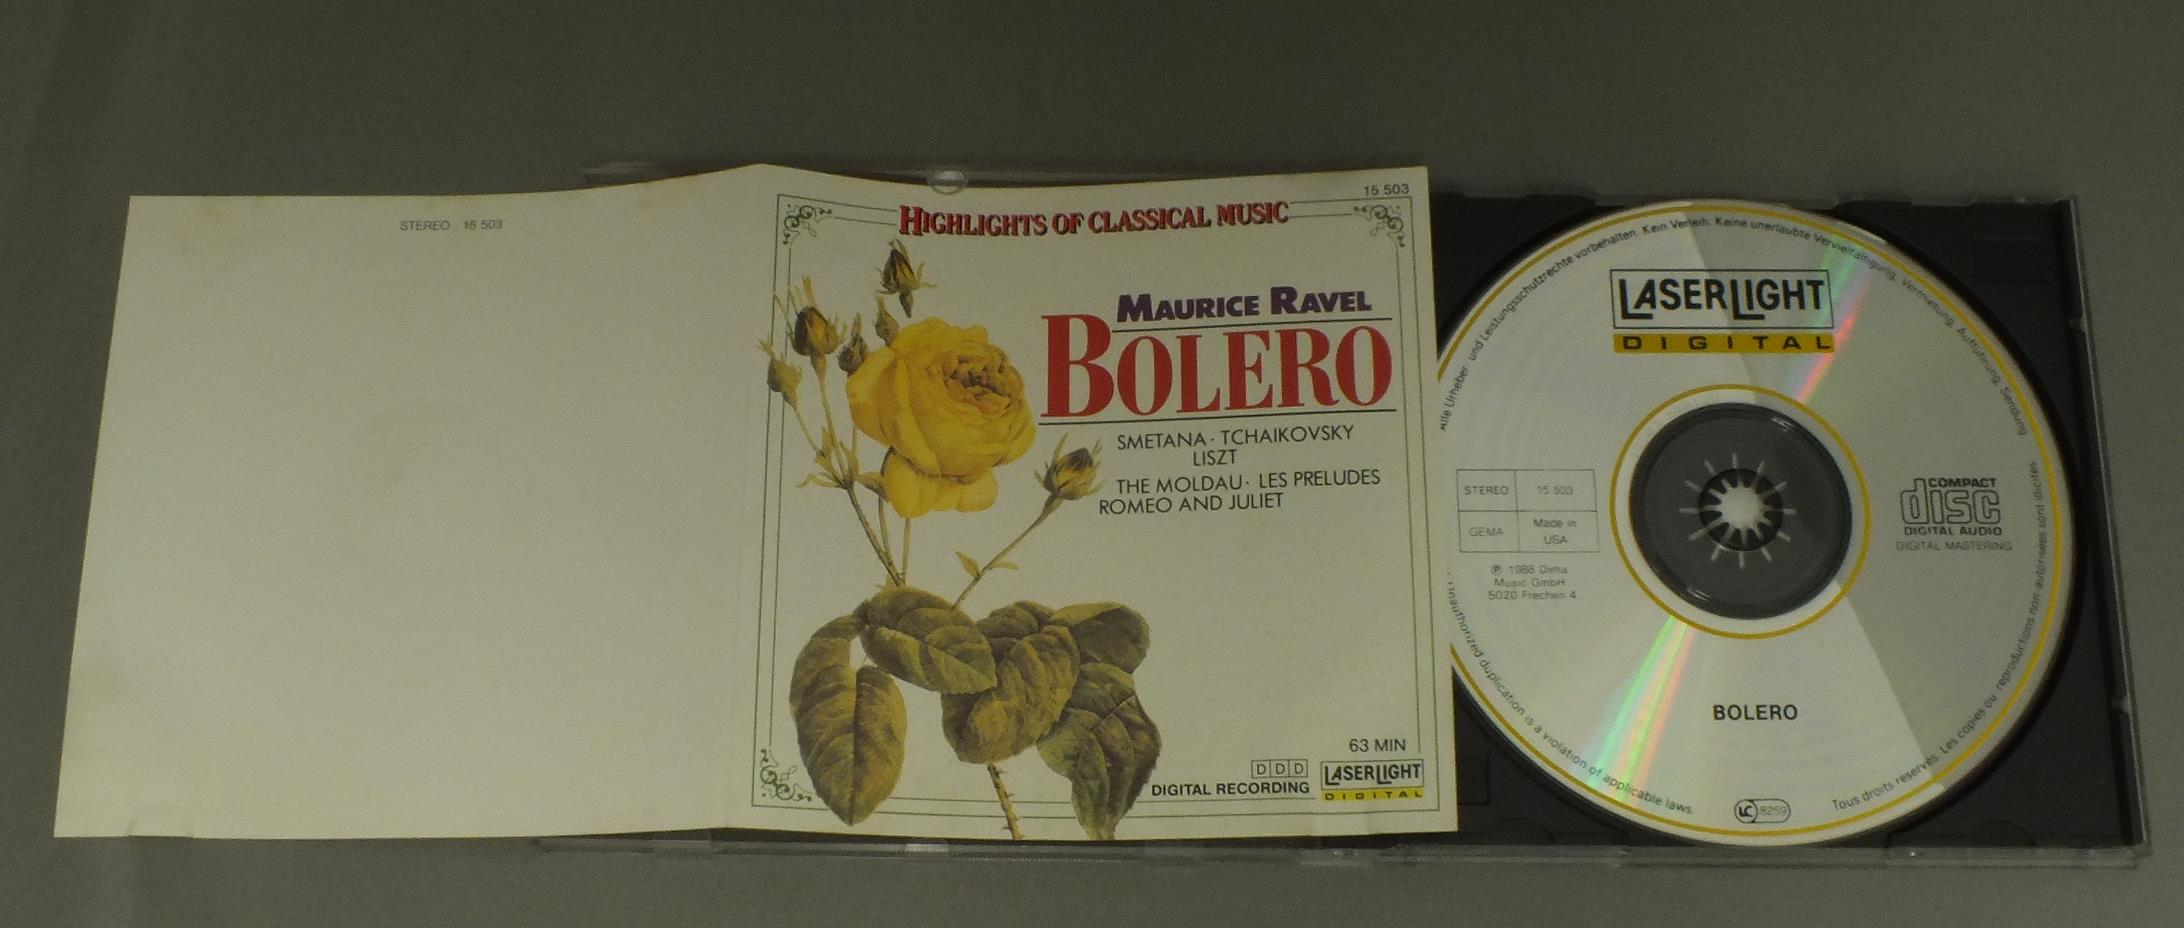 STEREO · 15 503
15 503
HIGHLIGHTS OF CLASSICAL MUSIC
MAURICE RAVEL
BOLERO
SMETANA · TCHAIKOVSKY
LISZT
THE MOLDAU · LES PRELUDES
ROMEO AND JULIET
63 MIN
DDD
DIGITAL RECORDING
LASERLIGHT
DIGITAL
Alle Urheber- und Leistungsschutzrechte vorbehalten. Kein Verleih. Keine unerlaubte Vervielfältigung, Vermietung, Aufführung, Sendung
LASERLIGHT
DIGITAL
STEREO
15 503
GEMA
Made in
USA
℗ 1988 Delta
Music GmbH
5020 Frechen 4
COMPACT
disc
DIGITAL AUDIO
DIGITAL MASTERING
BOLERO
LC 8259
duplication is a violation of applicable laws.
Tous droits réservés. Les copies ou reproductions non-autorisées sont illicites